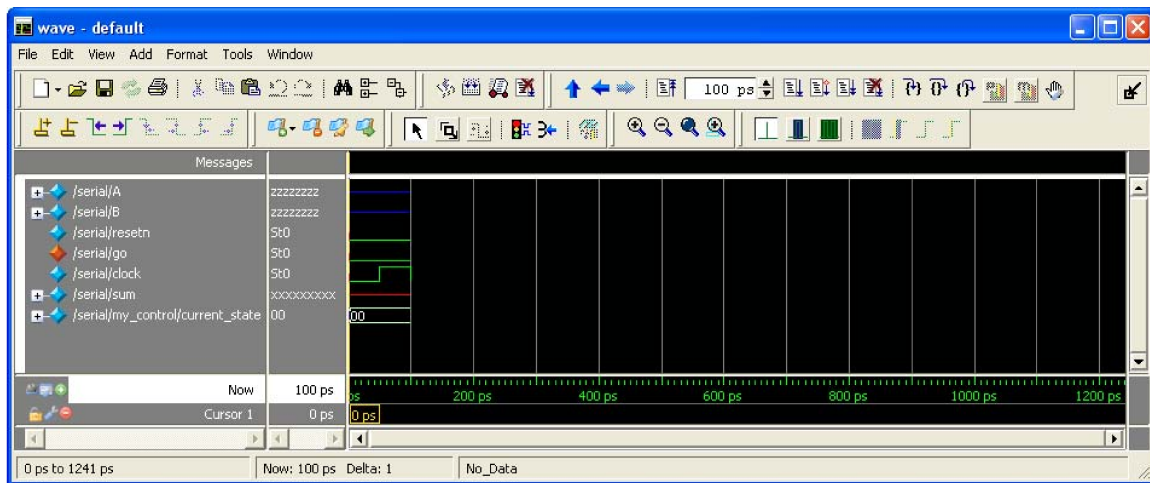 wave - default
File Edit View Add Format Tools Window
100 ps
Messages
/serial/A zzzzzzzz
/serial/B zzzzzzzz
/serial/resetn St0
/serial/go St0
/serial/clock St0
/serial/sum xxxxxxxxx
/serial/my_control/current_state 00 00
Now 100 ps ps 200 ps 400 ps 600 ps 800 ps 1000 ps 1200 ps
Cursor 1 0 ps 0 ps
0 ps to 1241 ps Now: 100 ps Delta: 1 No_Data